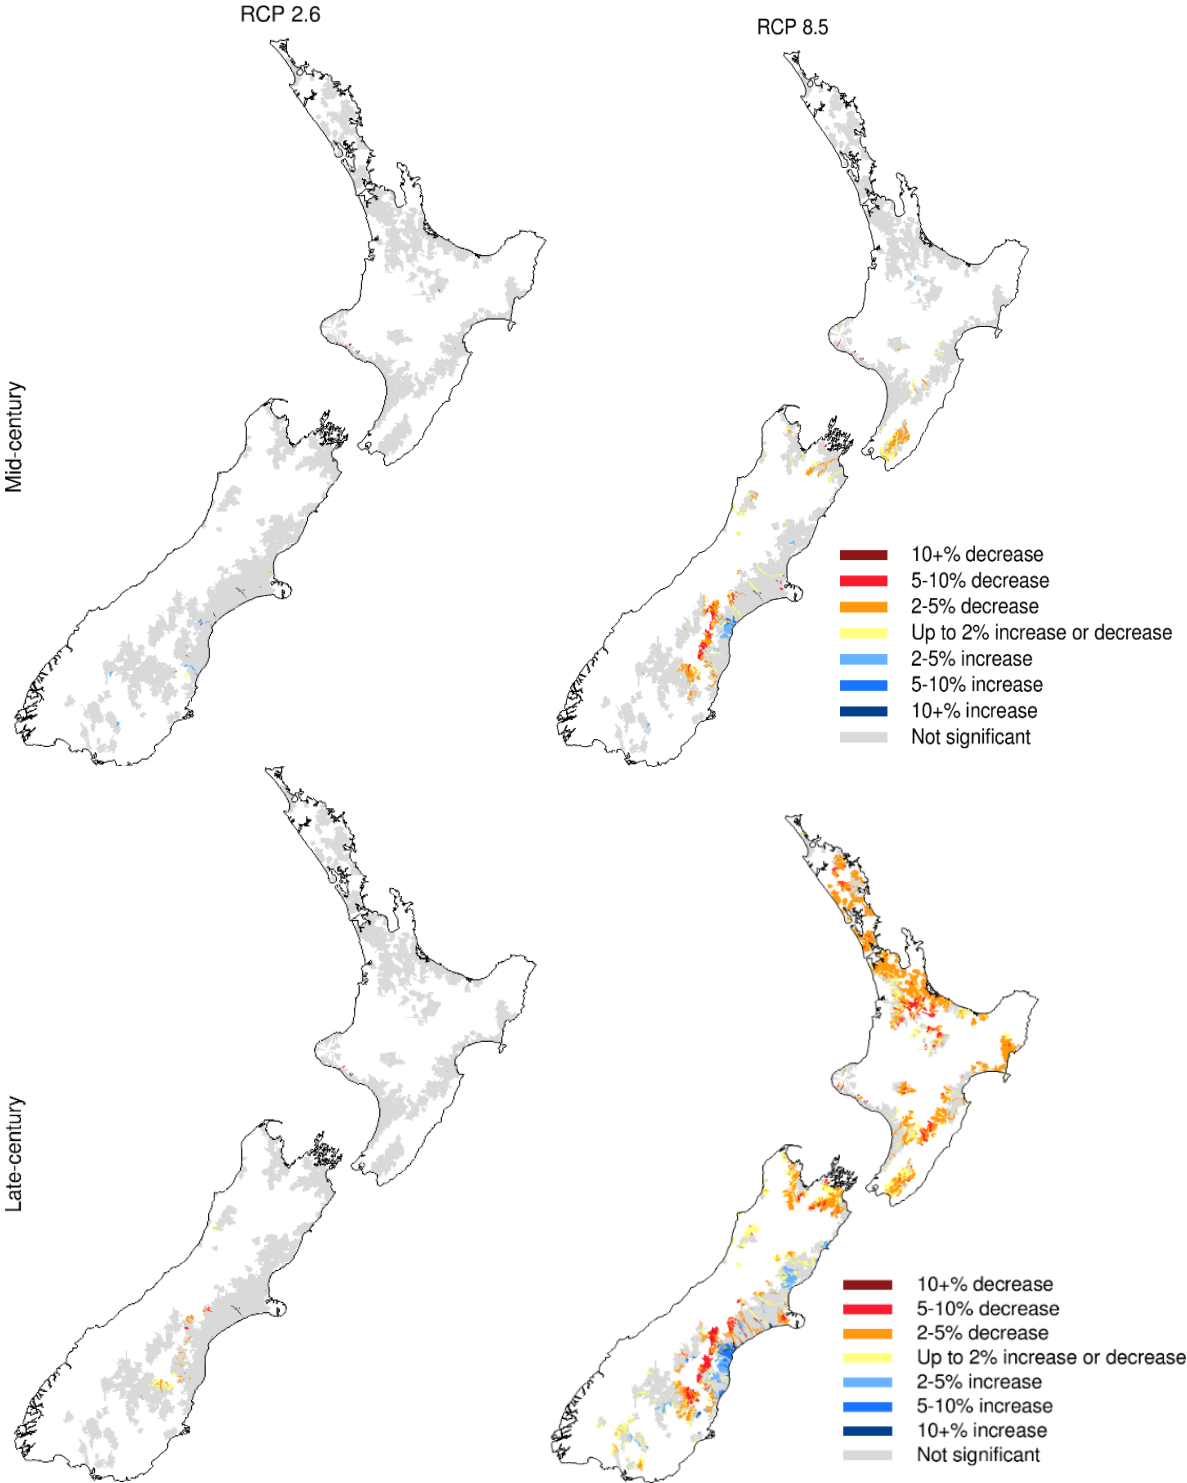 RCP 2.6
RCP 8.5
Mid-century
10+% decrease
5-10% decrease
2-5% decrease
Up to 2% increase or decrease
2-5% increase
5-10% increase
10+% increase
Not significant
Late-century
10+% decrease
5-10% decrease
2-5% decrease
Up to 2% increase or decrease
2-5% increase
5-10% increase
10+% increase
Not significant